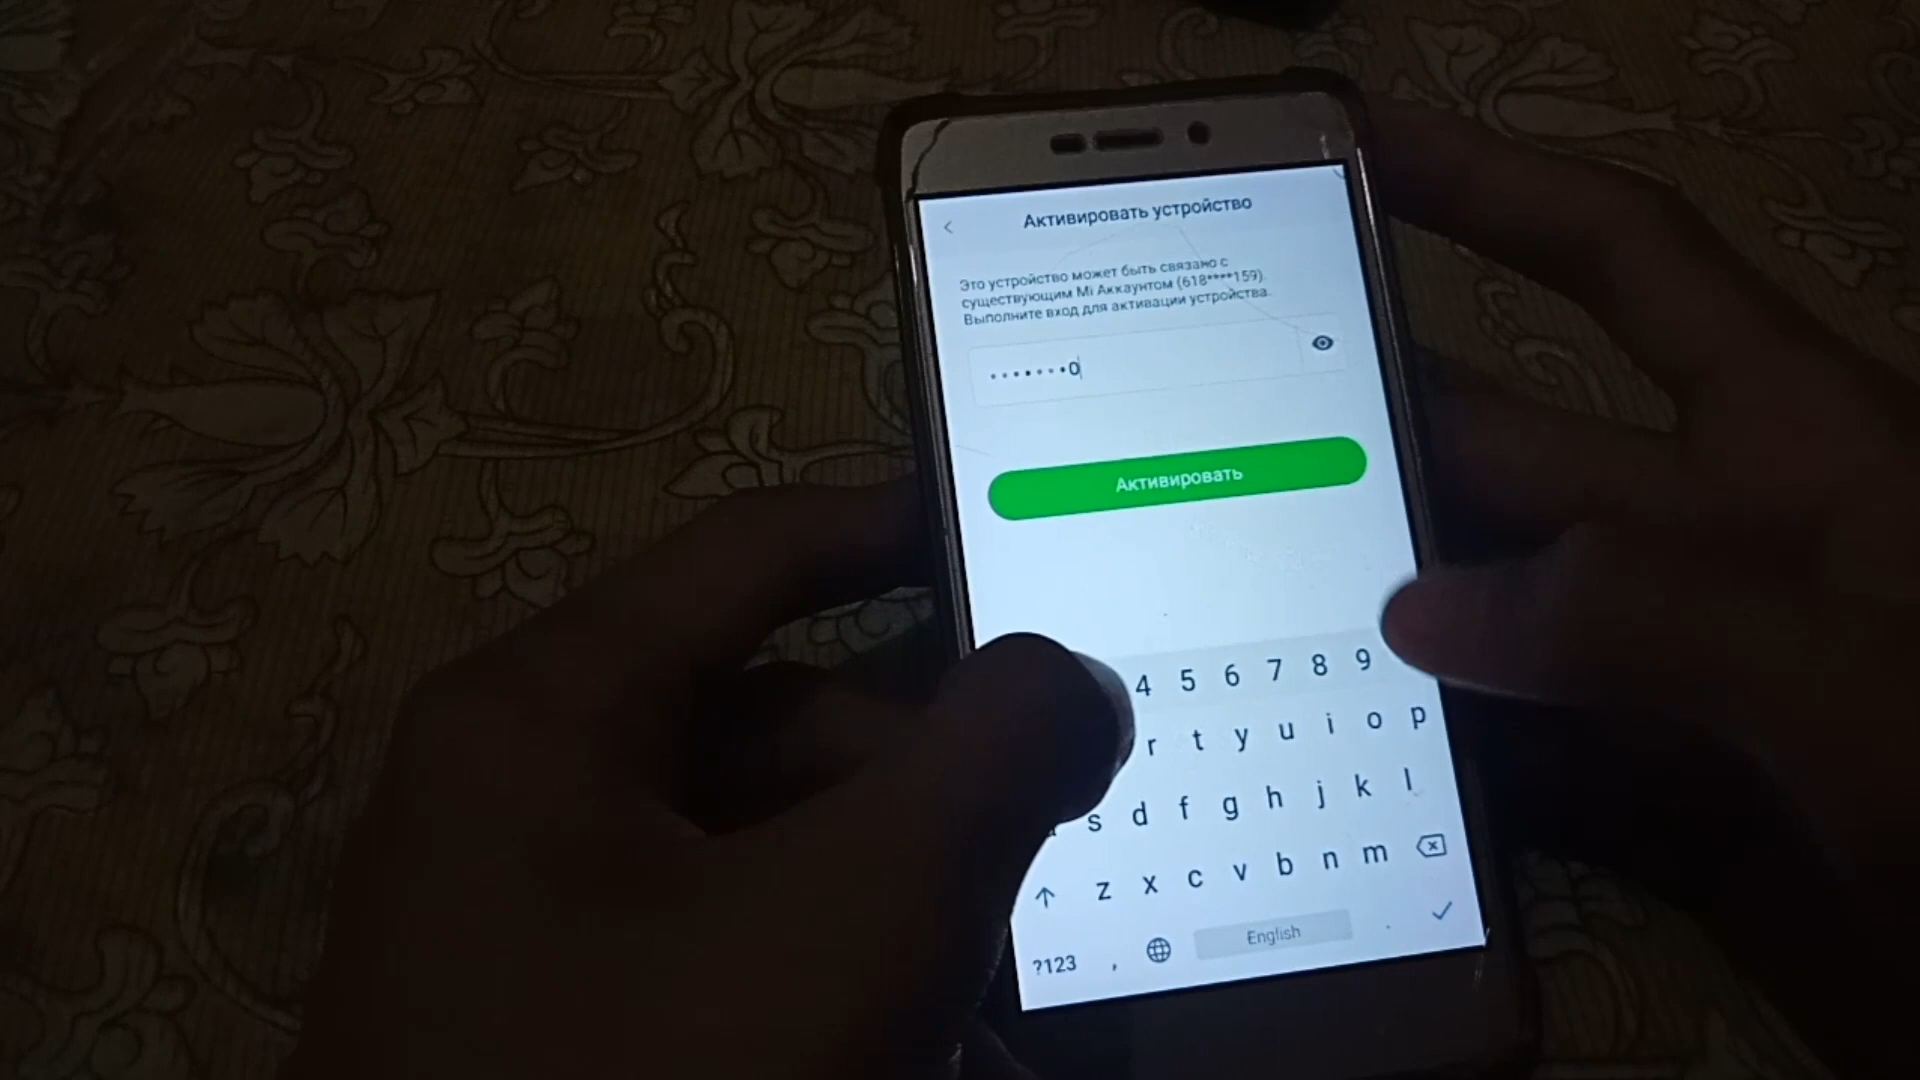 Активировать устройство
Это устройство может быть связано с
существующим Mi Аккаунтом (618****159).
Выполните вход для активации устройства.
•••••••0
Активировать
4 5 6 7 8 9
r t y u i o p
s d f g h j k l
z x c v b n m
?123 , English .